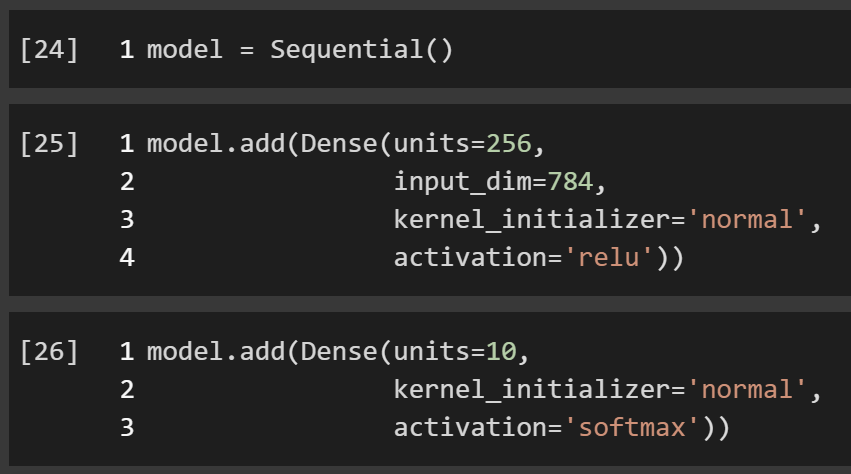 [24] 1 model = Sequential()
[25] 1 model.add(Dense(units=256,
2 input_dim=784,
3 kernel_initializer='normal',
4 activation='relu'))
[26] 1 model.add(Dense(units=10,
2 kernel_initializer='normal',
3 activation='softmax'))